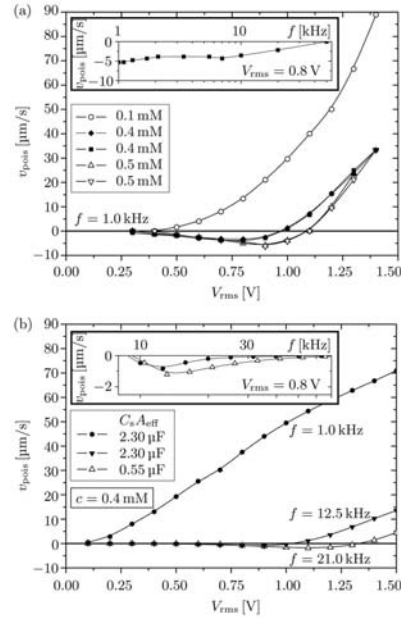 (a)
1 10 f [kHz]
0
−5
−10
v_pois [µm/s]
V_rms = 0.8 V
90
80
70
60
50
40
30
20
10
0
−10
v_pois [µm/s]
0.1 mM
0.4 mM
0.4 mM
0.5 mM
0.5 mM
f = 1.0 kHz
0.00 0.25 0.50 0.75 1.00 1.25 1.50
V_rms [V]
(b)
10 30 f [kHz]
0
−2
v_pois [µm/s]
V_rms = 0.8 V
90
80
70
60
50
40
30
20
10
0
−10
v_pois [µm/s]
C_s A_eff
2.30 µF
2.30 µF
0.55 µF
c = 0.4 mM
f = 1.0 kHz
f = 12.5 kHz
f = 21.0 kHz
0.00 0.25 0.50 0.75 1.00 1.25 1.50
V_rms [V]